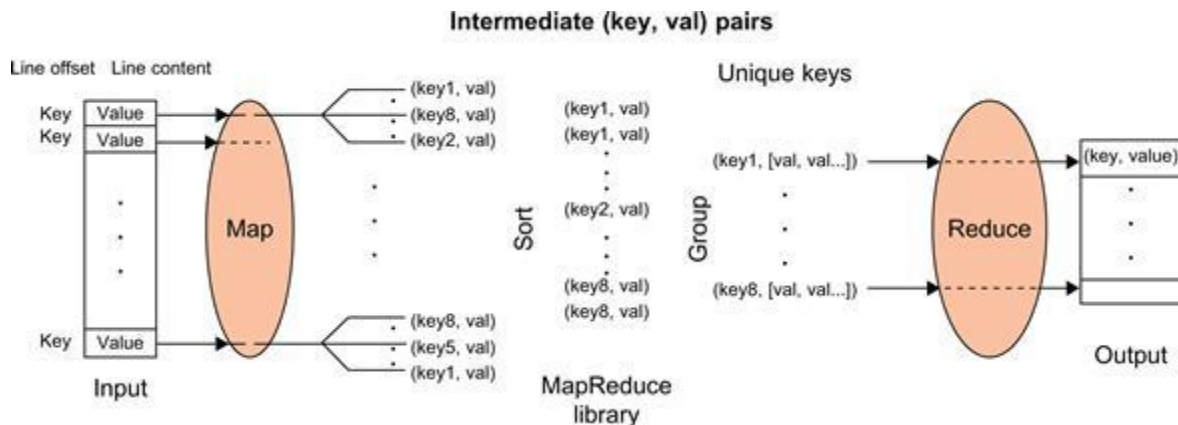 Intermediate (key, val) pairs
Line offset Line content
Unique keys
Key Value
Key Value
Key Value
Input
Map
(key1, val)
(key8, val)
(key2, val)
(key8, val)
(key5, val)
(key1, val)
Sort
(key1, val)
(key1, val)
(key2, val)
(key8, val)
(key8, val)
MapReduce
library
Group
(key1, [val, val...])
(key8, [val, val...])
Reduce
(key, value)
Output